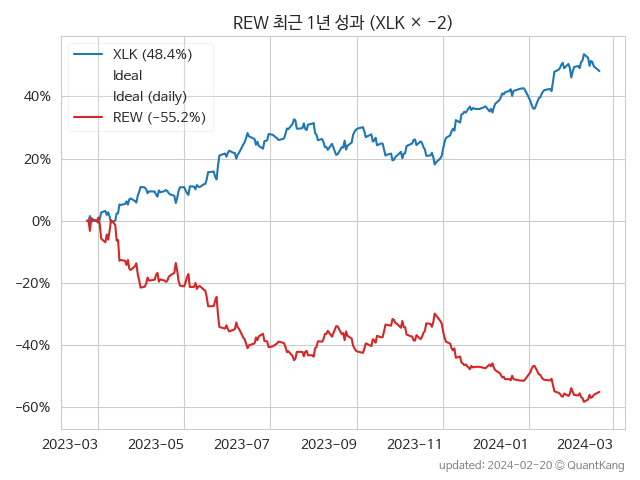 REW 최근 1년 성과 (XLK × −2)
XLK (48.4%)
Ideal
Ideal (daily)
REW (−55.2%)
40%
20%
0%
−20%
−40%
−60%
2023−03 2023−05 2023−07 2023−09 2023−11 2024−01 2024−03
updated: 2024−02−20 © QuantKang